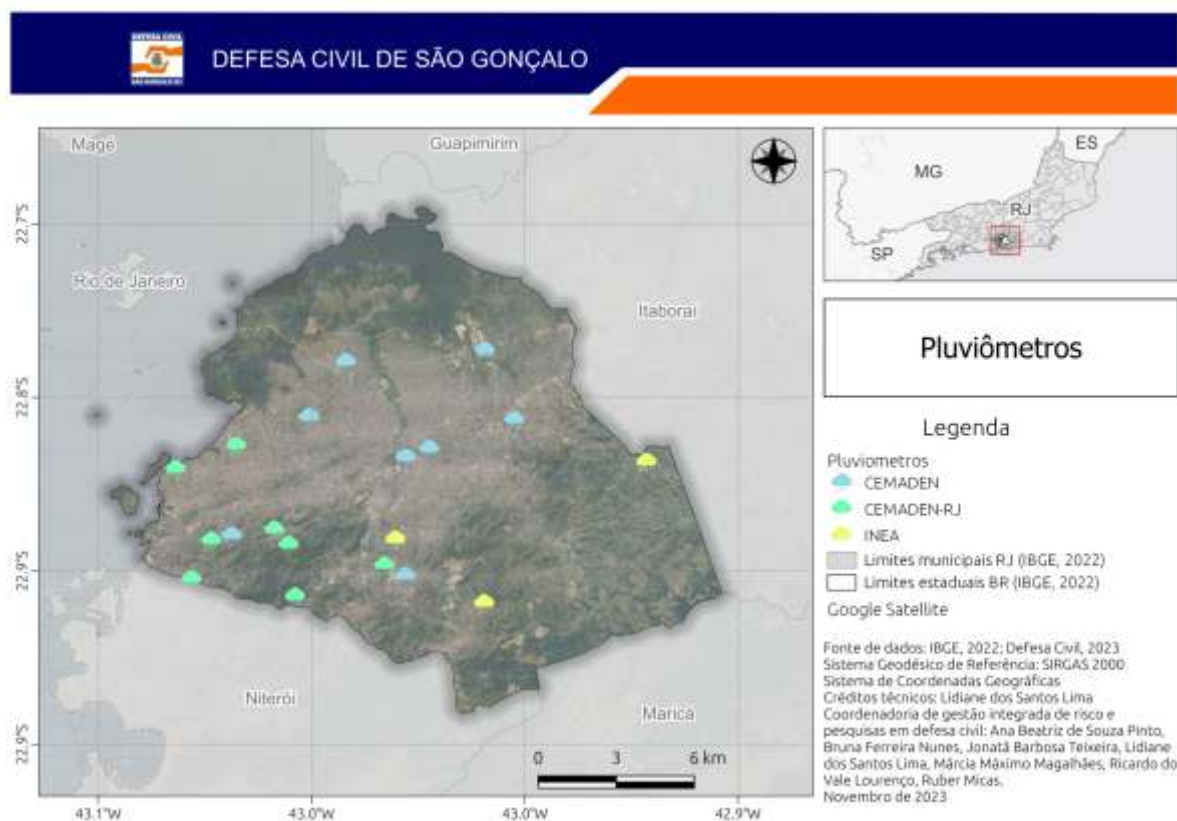 DEFESA CIVIL
SÃO GONÇALO RJ
DEFESA CIVIL DE SÃO GONÇALO
Magé
Guapimirim
Rio de Janeiro
Itaboraí
Niterói
Maricá
22.7°S
22.8°S
22.9°S
22.9°S
43.1°W
43.0°W
43.0°W
42.9°W
0 3 6 km
MG
ES
RJ
SP
Pluviômetros
Legenda
Pluviometros
CEMADEN
CEMADEN-RJ
INEA
Limites municipais RJ (IBGE, 2022)
Limites estaduais BR (IBGE, 2022)
Google Satellite
Fonte de dados: IBGE, 2022; Defesa Civil, 2023
Sistema Geodésico de Referência: SIRGAS 2000
Sistema de Coordenadas Geográficas
Créditos técnicos: Lidiane dos Santos Lima
Coordenadoria de gestão integrada de risco e
pesquisas em defesa civil: Ana Beatriz de Souza Pinto,
Bruna Ferreira Nunes, Jonatã Barbosa Teixeira, Lidiane
dos Santos Lima, Márcia Máximo Magalhães, Ricardo do
Vale Lourenço, Ruber Micas.
Novembro de 2023